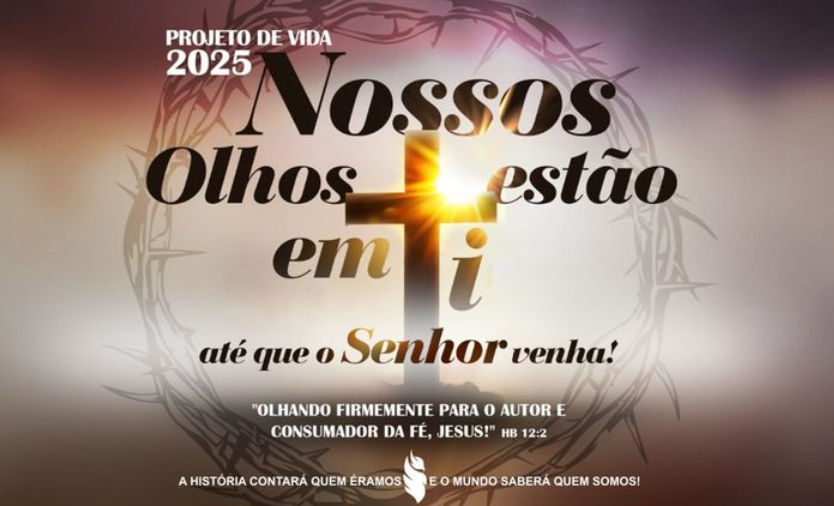 PROJETO DE VIDA
2025
Nossos
Olhos estão
em Ti
até que o Senhor venha!
"OLHANDO FIRMEMENTE PARA O AUTOR E
CONSUMADOR DA FÉ, JESUS!" HB 12:2
A HISTÓRIA CONTARÁ QUEM ÉRAMOS E O MUNDO SABERÁ QUEM SOMOS!